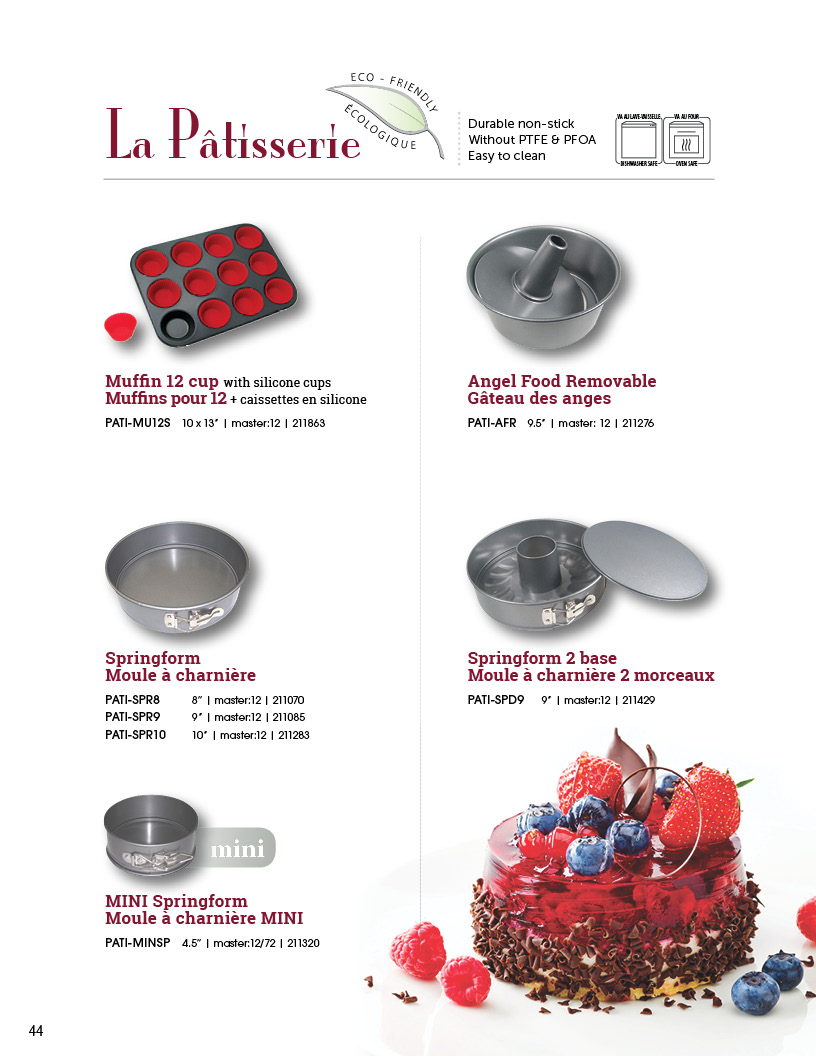 La Pâtisserie
ECO - FRIENDLY
ÉCOLOGIQUE
Durable non-stick
Without PTFE & PFOA
Easy to clean
VA AU LAVE-VAISSELLE
DISHWASHER SAFE
VA AU FOUR
OVEN SAFE
Muffin 12 cup with silicone cups
Muffins pour 12 + caissettes en silicone
PATI-MU12S 10 x 13" | master:12 | 211863
Angel Food Removable
Gâteau des anges
PATI-AFR 9.5" | master: 12 | 211276
Springform
Moule à charnière
PATI-SPR8 8" | master:12 | 211070
PATI-SPR9 9" | master:12 | 211085
PATI-SPR10 10" | master:12 | 211283
Springform 2 base
Moule à charnière 2 morceaux
PATI-SPD9 9" | master:12 | 211429
mini
MINI Springform
Moule à charnière MINI
PATI-MINSP 4.5" | master:12/72 | 211320
44